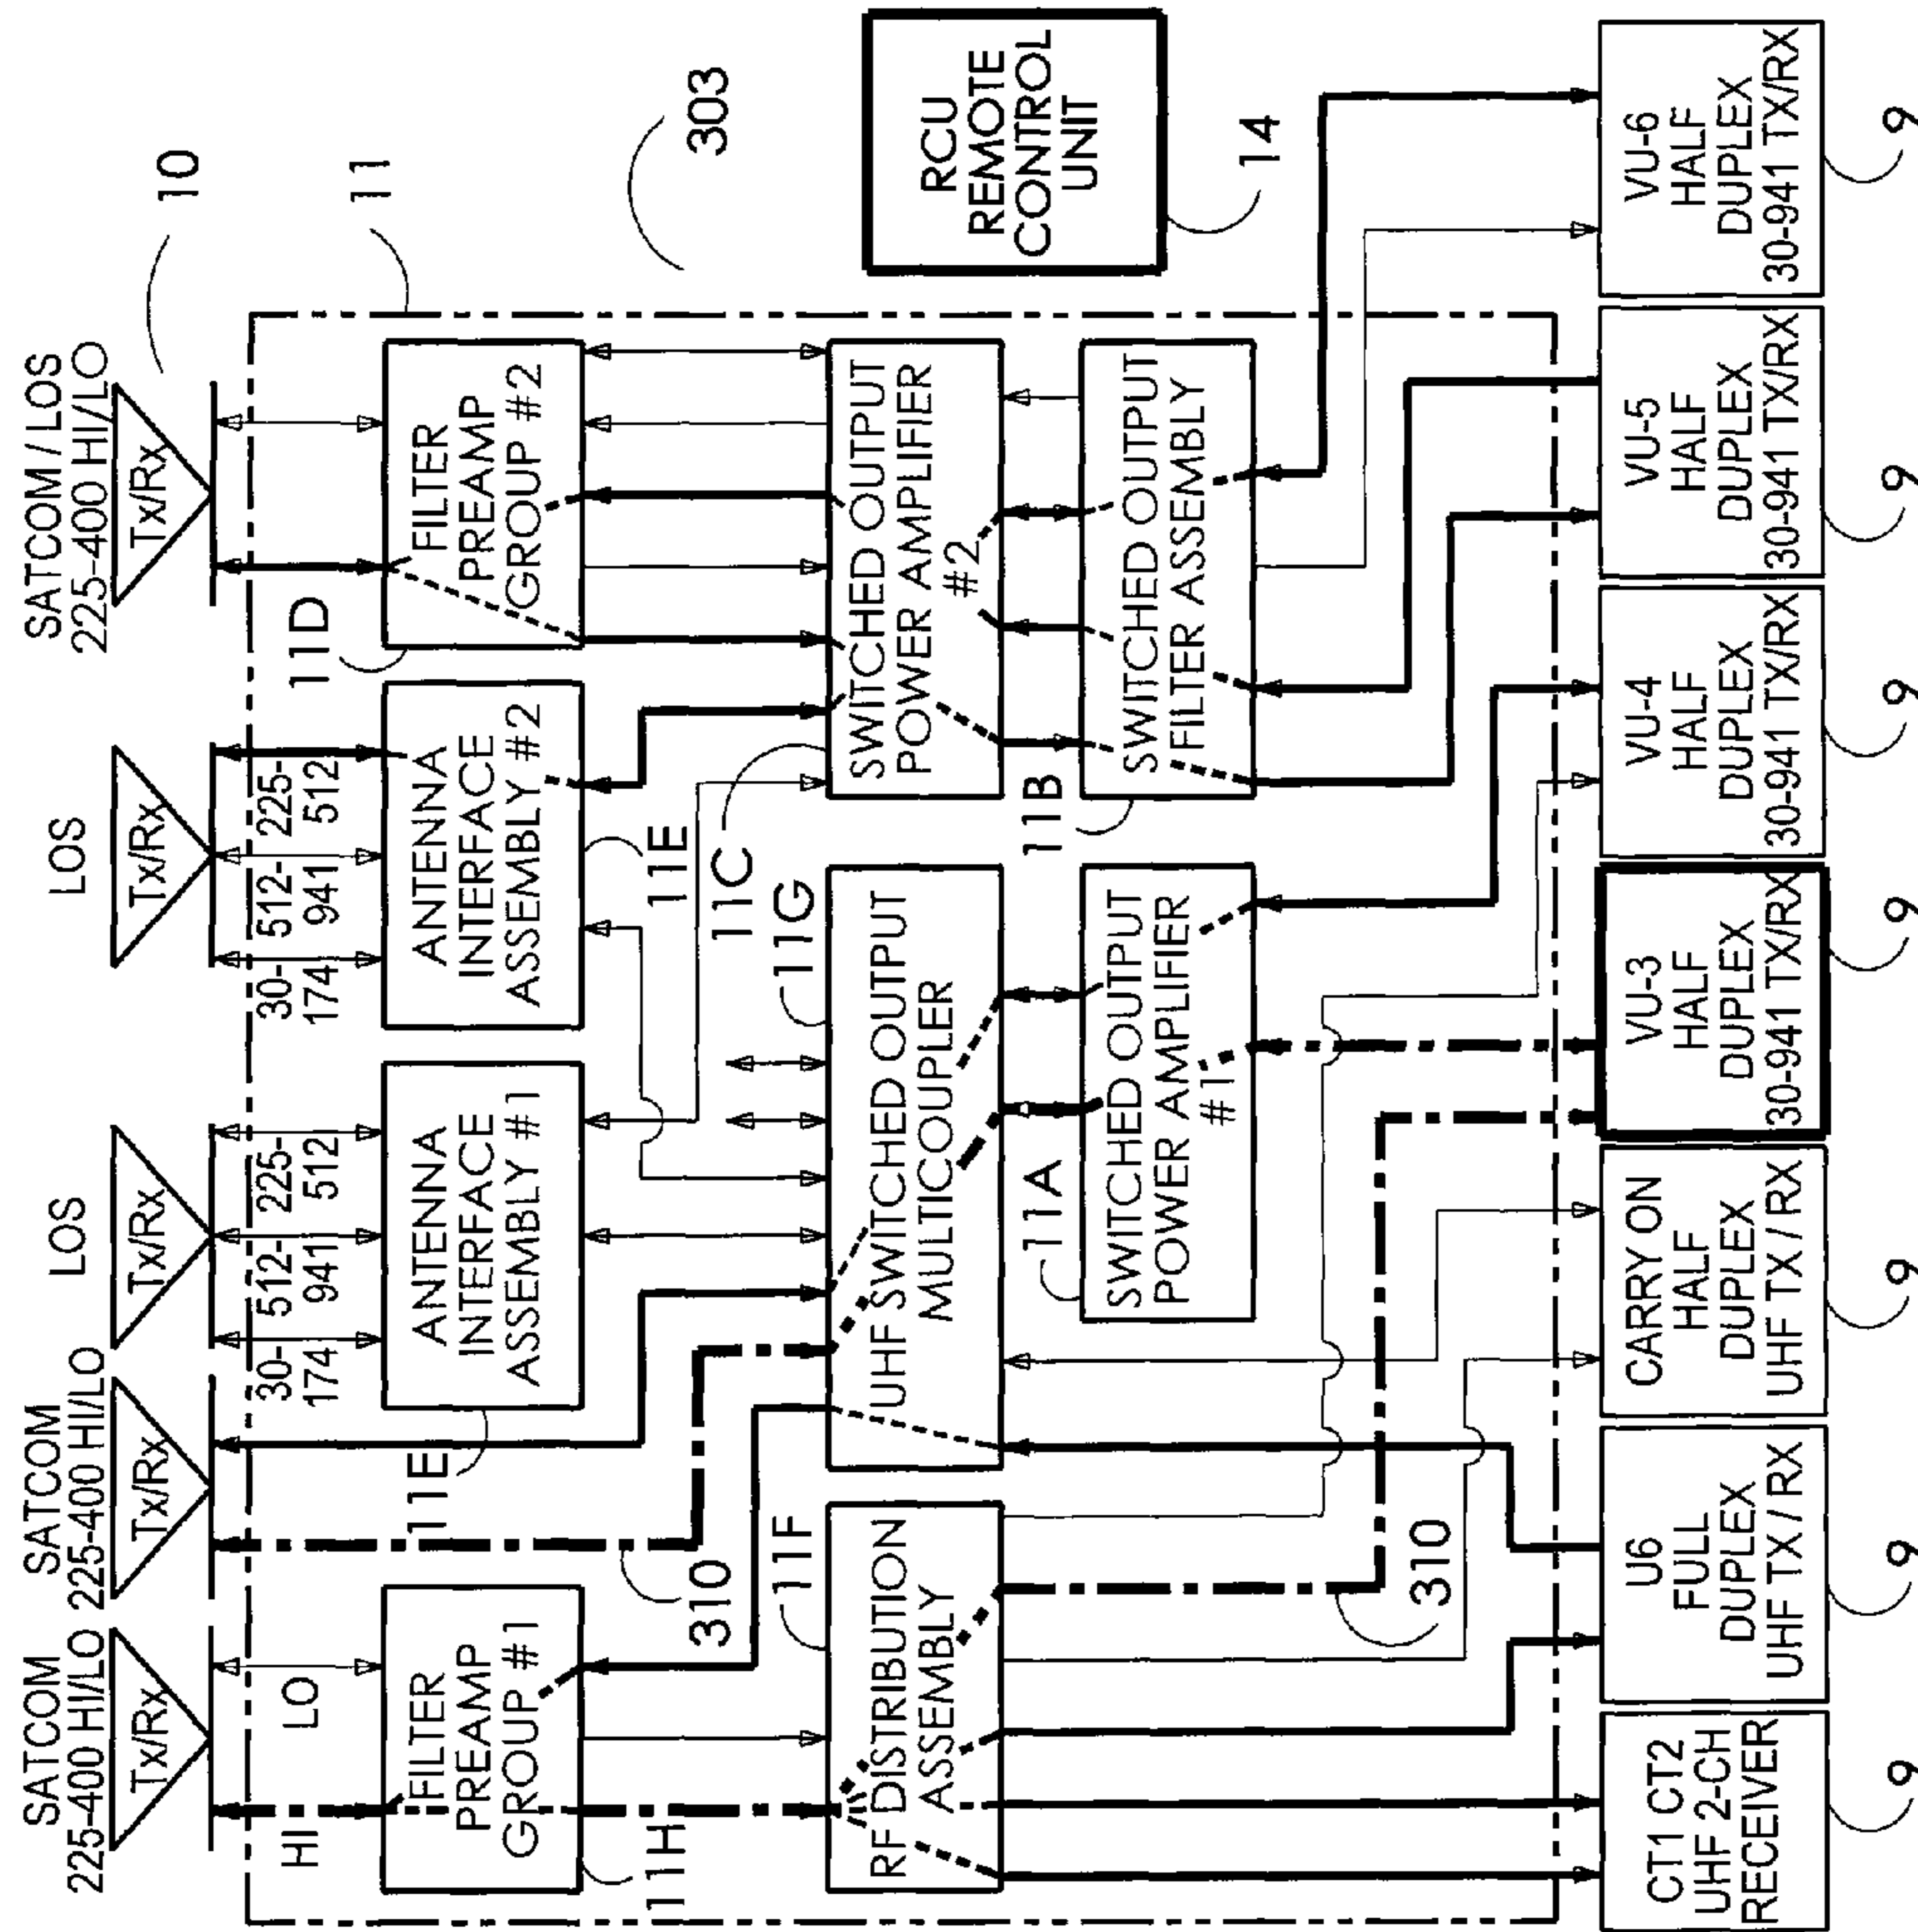 SATCOM
225-400 HI/LO
Tx/Rx
SATCOM
225-400 HI/LO
Tx/Rx
LOS
Tx/Rx
LOS
Tx/Rx
SATCOM / LOS
225-400 HI/LO
Tx/Rx
10
11
HI
LO
30-
174
512-
941
225-
512
30-
174
512-
941
225-
512
FILTER
PREAMP
GROUP #1
11H
310
11E
ANTENNA
INTERFACE
ASSEMBLY #1
ANTENNA
INTERFACE
ASSEMBLY #2
11E
11D
FILTER
PREAMP
GROUP #2
303
11F
RF DISTRIBUTION
ASSEMBLY
UHF SWITCHED OUTPUT
MULTICOUPLER
11G
11C
SWITCHED OUTPUT
POWER AMPLIFIER
#2
RCU
REMOTE
CONTROL
UNIT
14
11A
SWITCHED OUTPUT
POWER AMPLIFIER
#1
11B
SWITCHED OUTPUT
FILTER ASSEMBLY
310
CT1 CT2
UHF 2-CH
RECEIVER
9
U6
FULL
DUPLEX
UHF TX / RX
9
CARRY ON
HALF
DUPLEX
UHF TX / RX
9
VU-3
HALF
DUPLEX
30-941 TX/RX
9
VU-4
HALF
DUPLEX
30-941 TX/RX
9
VU-5
HALF
DUPLEX
30-941 TX/RX
9
VU-6
HALF
DUPLEX
30-941 TX/RX
9